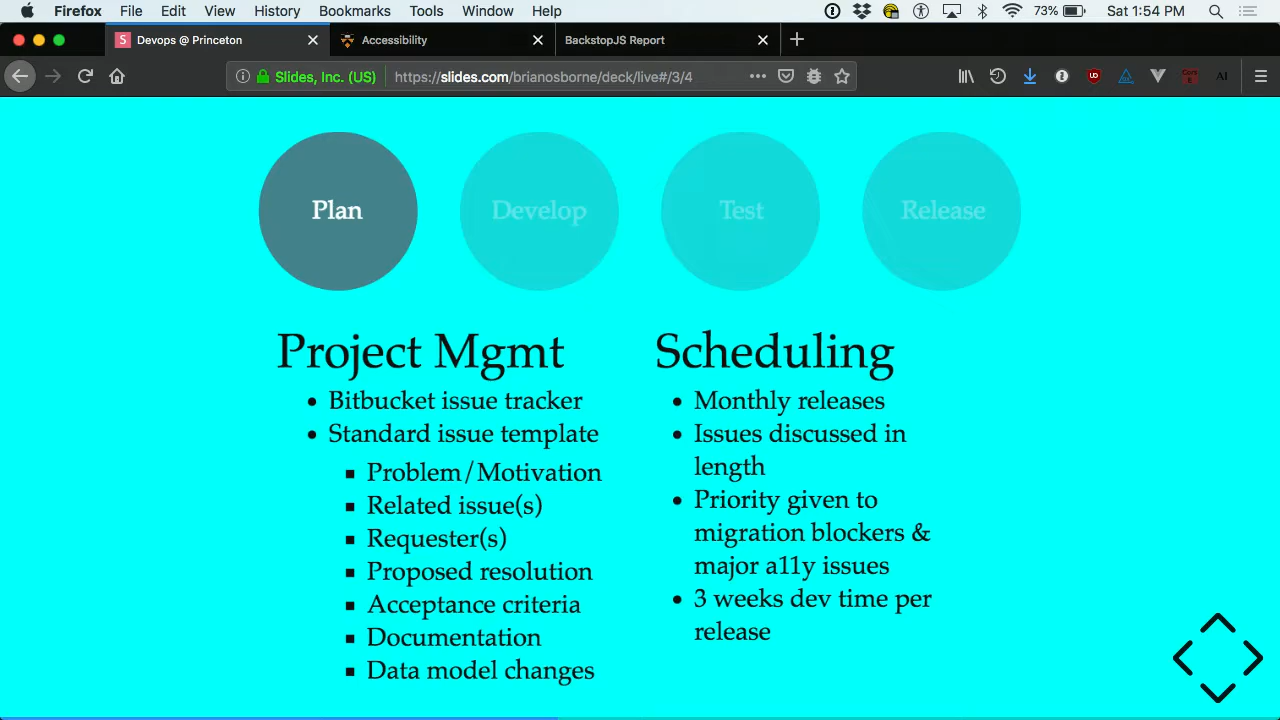 Firefox File Edit View History Bookmarks Tools Window Help 73% Sat 1:54 PM
Devops @ Princeton Accessibility BackstopJS Report
Slides, Inc. (US) https://slides.com/brianosborne/deck/live#/3/4
Plan Develop Test Release
Project Mgmt
• Bitbucket issue tracker
• Standard issue template
▪ Problem/Motivation
▪ Related issue(s)
▪ Requester(s)
▪ Proposed resolution
▪ Acceptance criteria
▪ Documentation
▪ Data model changes
Scheduling
• Monthly releases
• Issues discussed in
length
• Priority given to
migration blockers &
major a11y issues
• 3 weeks dev time per
release